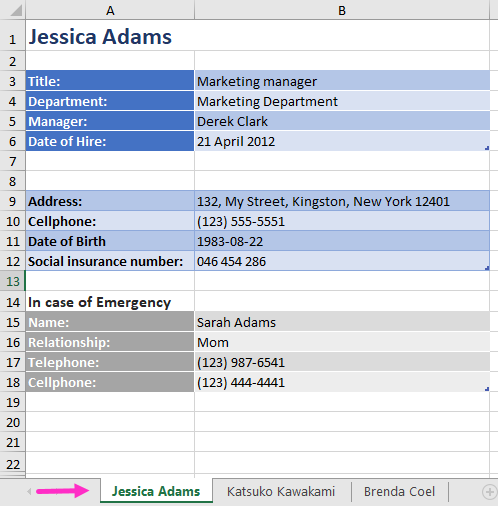 A B
1 Jessica Adams
2
3 Title: Marketing manager
4 Department: Marketing Department
5 Manager: Derek Clark
6 Date of Hire: 21 April 2012
7
8
9 Address: 132, My Street, Kingston, New York 12401
10 Cellphone: (123) 555-5551
11 Date of Birth 1983-08-22
12 Social insurance number: 046 454 286
13
14 In case of Emergency
15 Name: Sarah Adams
16 Relationship: Mom
17 Telephone: (123) 987-6541
18 Cellphone: (123) 444-4441
19
20
21
22
Jessica Adams Katsuko Kawakami Brenda Coel